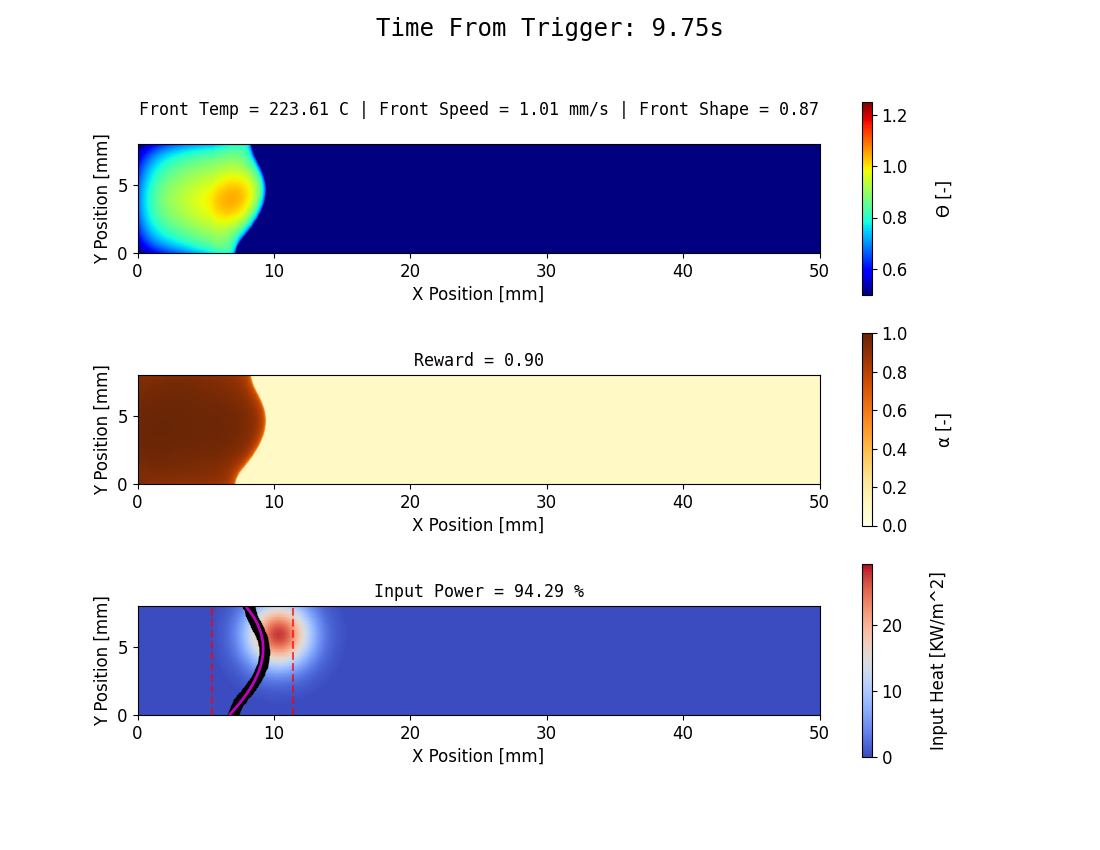 Time From Trigger: 9.75s
Front Temp = 223.61 C | Front Speed = 1.01 mm/s | Front Shape = 0.87
Y Position [mm]
5
0
0 10 20 30 40 50
X Position [mm]
1.2
1.0
0.8
0.6
Θ [-]
Reward = 0.90
Y Position [mm]
5
0
0 10 20 30 40 50
X Position [mm]
1.0
0.8
0.6
0.4
0.2
0.0
α [-]
Input Power = 94.29 %
Y Position [mm]
5
0
0 10 20 30 40 50
X Position [mm]
20
10
0
Input Heat [KW/m^2]